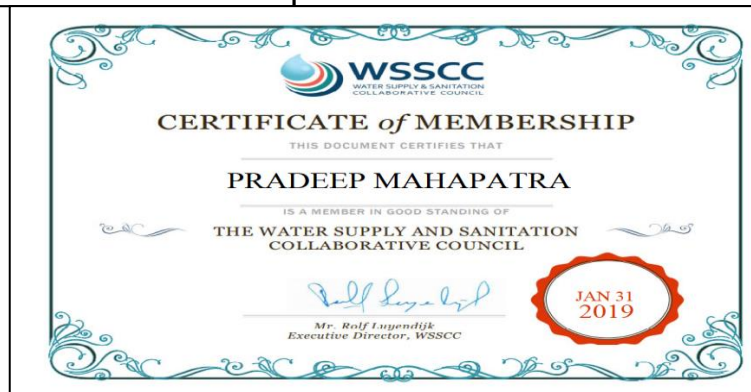 WSSCC
WATER SUPPLY & SANITATION
COLLABORATIVE COUNCIL
CERTIFICATE of MEMBERSHIP
THIS DOCUMENT CERTIFIES THAT
PRADEEP MAHAPATRA
IS A MEMBER IN GOOD STANDING OF
THE WATER SUPPLY AND SANITATION
COLLABORATIVE COUNCIL
Mr. Rolf Luyendijk
Executive Director, WSSCC
JAN 31
2019